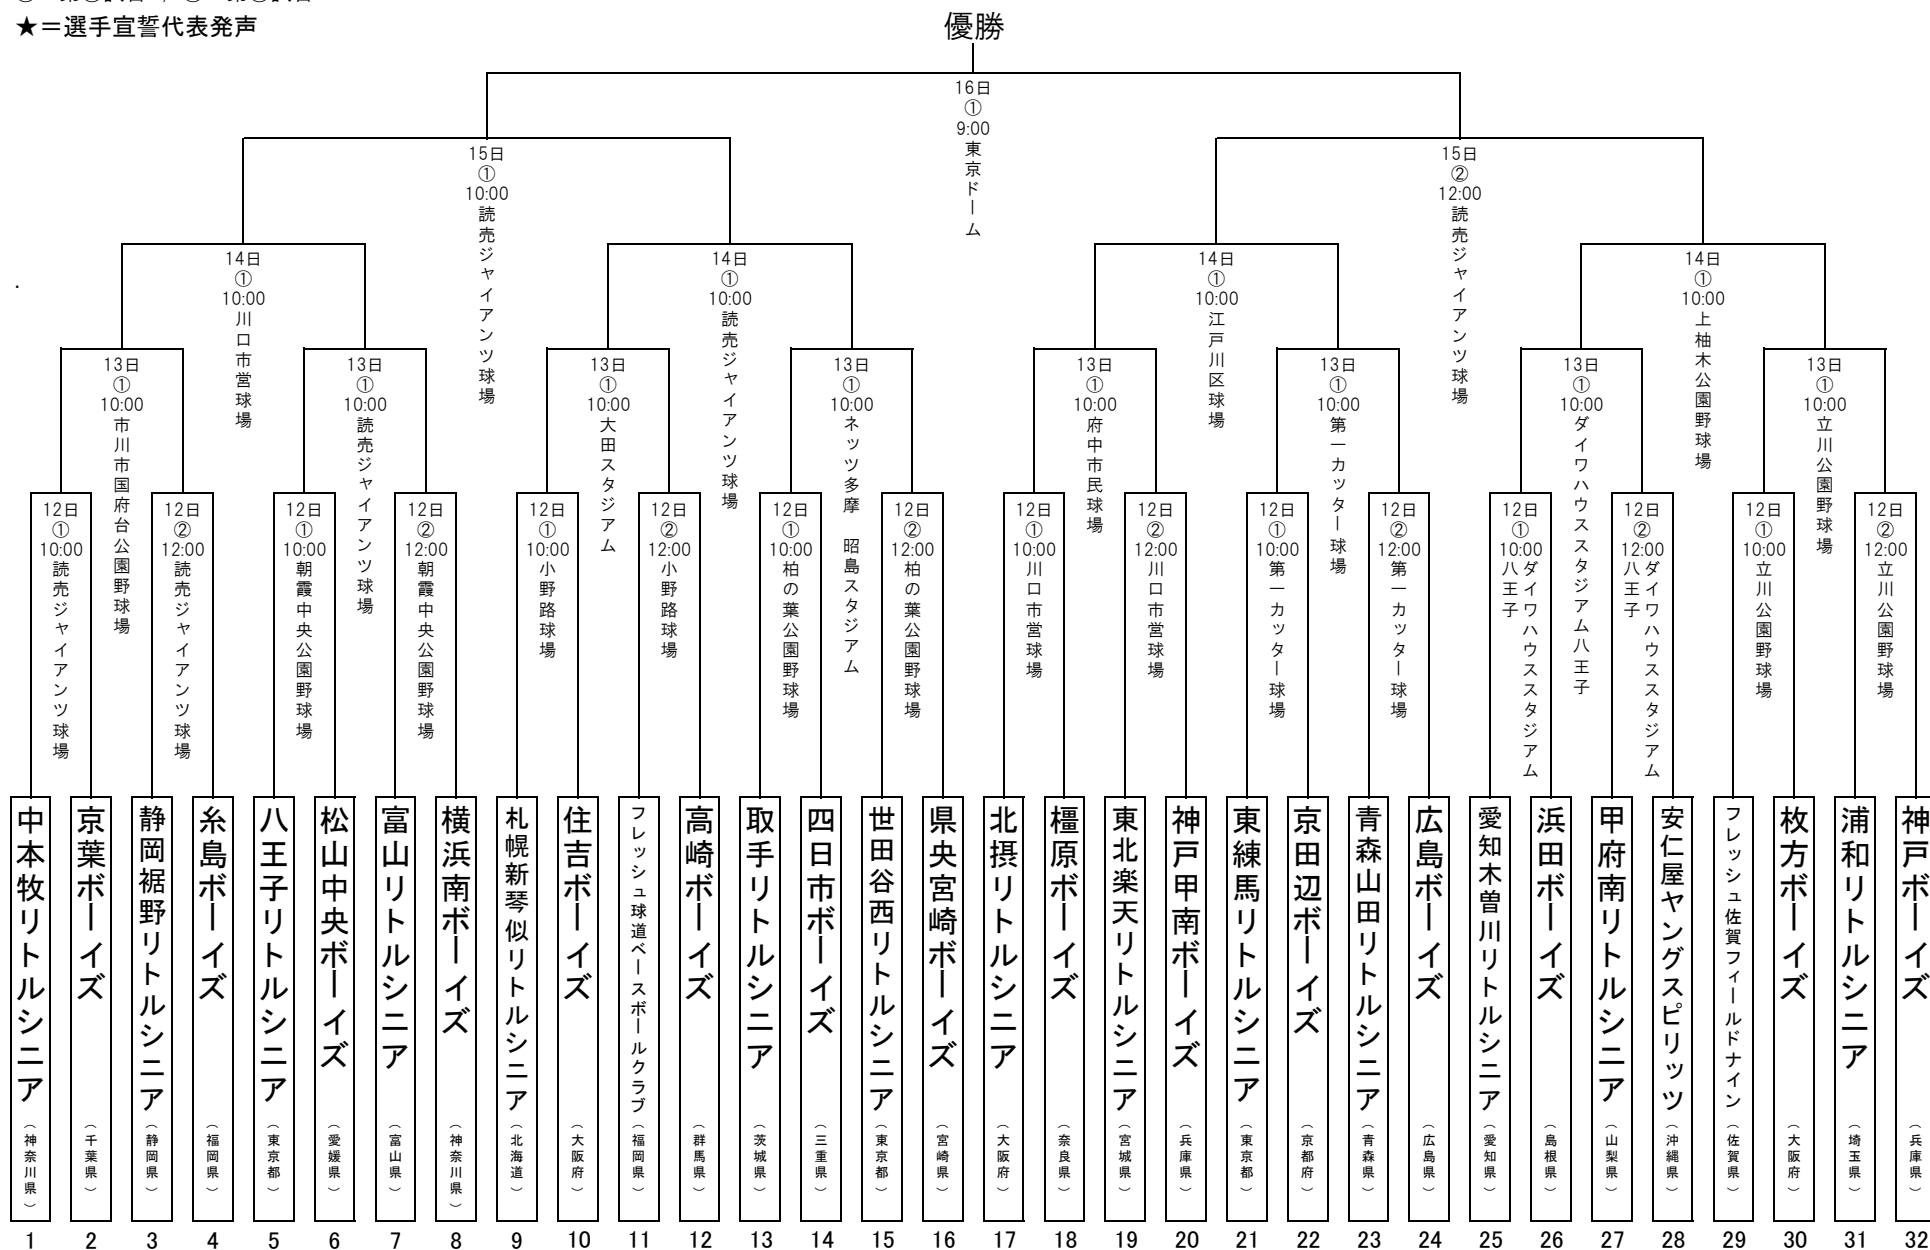 ★＝選手宣誓代表発声
優勝
16日
①
9:00
東京ドーム
15日
①
10:00
読売ジャイアンツ球場
15日
②
12:00
読売ジャイアンツ球場
14日
①
10:00
川口市営球場
14日
①
10:00
読売ジャイアンツ球場
14日
①
10:00
江戸川区球場
14日
①
10:00
上柚木公園野球場
13日
①
10:00
市川市国府台公園野球場
13日
①
10:00
読売ジャイアンツ球場
13日
①
10:00
大田スタジアム
13日
①
10:00
ネッツ多摩　昭島スタジアム
13日
①
10:00
府中市民球場
13日
①
10:00
第一カッター球場
13日
①
10:00
ダイワハウススタジアム八王子
13日
①
10:00
立川公園野球場
12日
①
10:00
読売ジャイアンツ球場
12日
②
12:00
読売ジャイアンツ球場
12日
①
10:00
朝霞中央公園野球場
12日
②
12:00
朝霞中央公園野球場
12日
①
10:00
小野路球場
12日
②
12:00
小野路球場
12日
①
10:00
柏の葉公園野球場
12日
②
12:00
柏の葉公園野球場
12日
①
10:00
川口市営球場
12日
②
12:00
川口市営球場
12日
①
10:00
第一カッター球場
12日
②
12:00
第一カッター球場
12日
①
10:00
ダイワハウススタジアム
八王子
12日
②
12:00
ダイワハウススタジアム
八王子
12日
①
10:00
立川公園野球場
12日
②
12:00
立川公園野球場
中本牧リトルシニア（神奈川県）
1
京葉ボーイズ（千葉県）
2
静岡裾野リトルシニア（静岡県）
3
糸島ボーイズ（福岡県）
4
八王子リトルシニア（東京都）
5
松山中央ボーイズ（愛媛県）
6
富山リトルシニア（富山県）
7
横浜南ボーイズ（神奈川県）
8
札幌新琴似リトルシニア（北海道）
9
住吉ボーイズ（大阪府）
10
フレッシュ球道ベースボールクラブ（福岡県）
11
高崎ボーイズ（群馬県）
12
取手リトルシニア（茨城県）
13
四日市ボーイズ（三重県）
14
世田谷西リトルシニア（東京都）
15
県央宮崎ボーイズ（宮崎県）
16
北摂リトルシニア（大阪府）
17
橿原ボーイズ（奈良県）
18
東北楽天リトルシニア（宮城県）
19
神戸甲南ボーイズ（兵庫県）
20
東練馬リトルシニア（東京都）
21
京田辺ボーイズ（京都府）
22
青森山田リトルシニア（青森県）
23
広島ボーイズ（広島県）
24
愛知木曽川リトルシニア（愛知県）
25
浜田ボーイズ（島根県）
26
甲府南リトルシニア（山梨県）
27
安仁屋ヤングスピリッツ（沖縄県）
28
フレッシュ佐賀フィールドナイン（佐賀県）
29
枚方ボーイズ（大阪府）
30
浦和リトルシニア（埼玉県）
31
神戸ボーイズ（兵庫県）
32